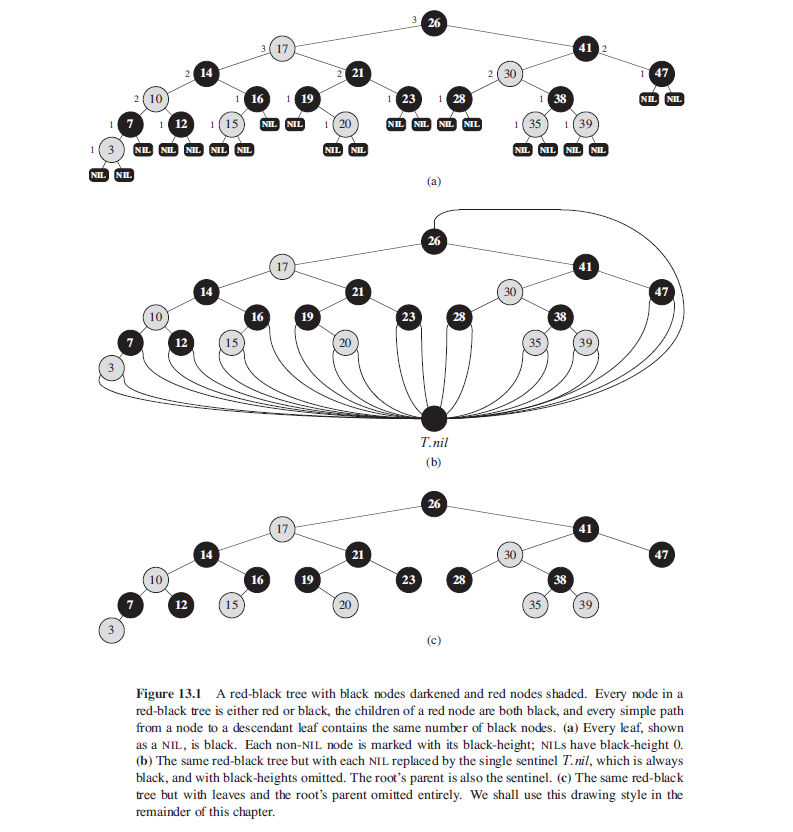 3 26
3 17 41 2
2 14 2 21 2 30 1 47
2 10 1 16 1 19 1 23 1 28 1 38 NIL NIL
1 7 1 12 1 15 NIL NIL 1 20 NIL NIL NIL NIL 1 35 1 39
1 3 NIL NIL NIL NIL NIL NIL NIL NIL NIL NIL NIL
NIL NIL
(a)
26
17 41
14 21 30 47
10 16 19 23 28 38
7 12 15 20 35 39
3
T.nil
(b)
26
17 41
14 21 30 47
10 16 19 23 28 38
7 12 15 20 35 39
3
(c)
Figure 13.1 A red-black tree with black nodes darkened and red nodes shaded. Every node in a
red-black tree is either red or black, the children of a red node are both black, and every simple path
from a node to a descendant leaf contains the same number of black nodes. (a) Every leaf, shown
as a NIL, is black. Each non-NIL node is marked with its black-height; NILs have black-height 0.
(b) The same red-black tree but with each NIL replaced by the single sentinel T.nil, which is always
black, and with black-heights omitted. The root's parent is also the sentinel. (c) The same red-black
tree but with leaves and the root's parent omitted entirely. We shall use this drawing style in the
remainder of this chapter.